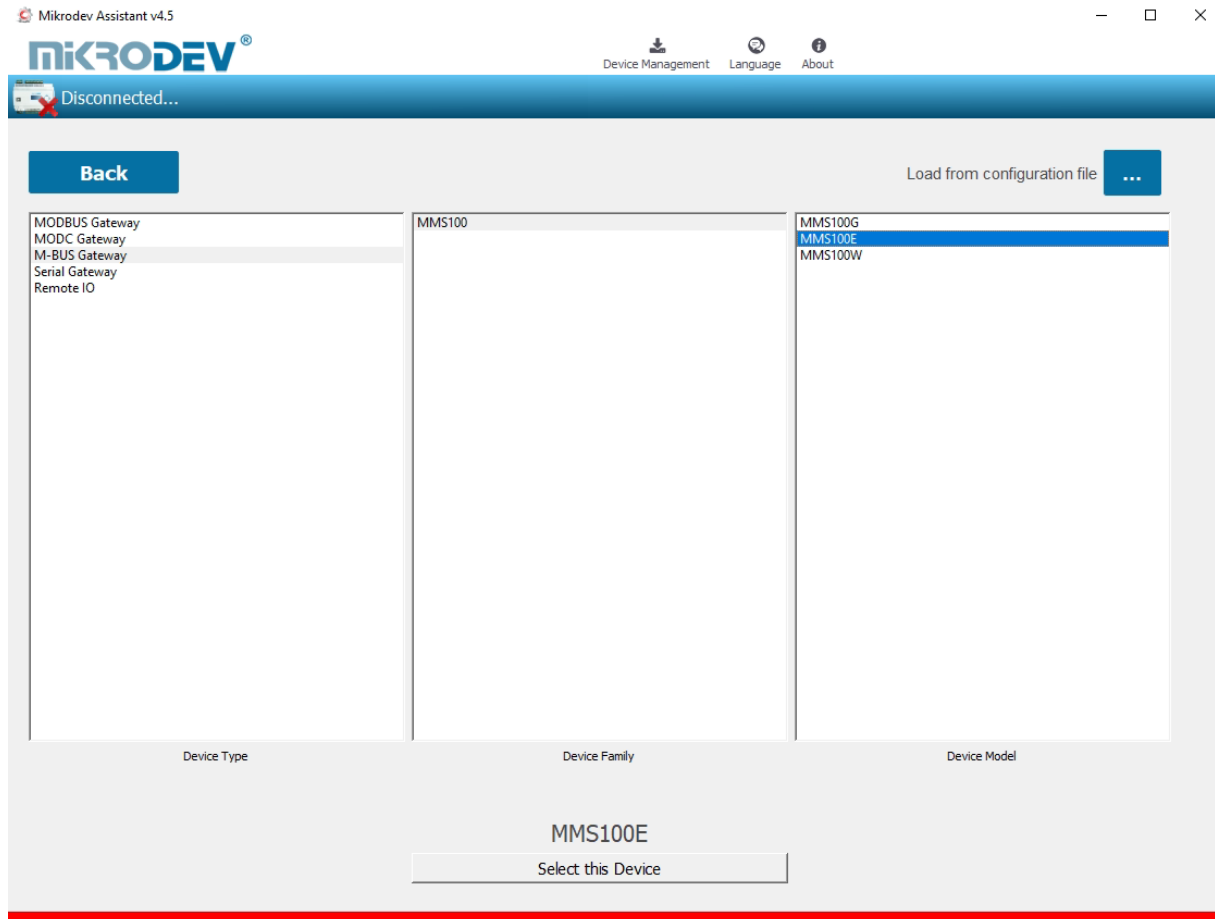 Mikrodev Assistant v4.5
MiKRODEV®
Device Management
Language
About
Disconnected...
Back
Load from configuration file
...
MODBUS Gateway
MODC Gateway
M-BUS Gateway
Serial Gateway
Remote IO
MMS100
MMS100G
MMS100E
MMS100W
Device Type
Device Family
Device Model
MMS100E
Select this Device